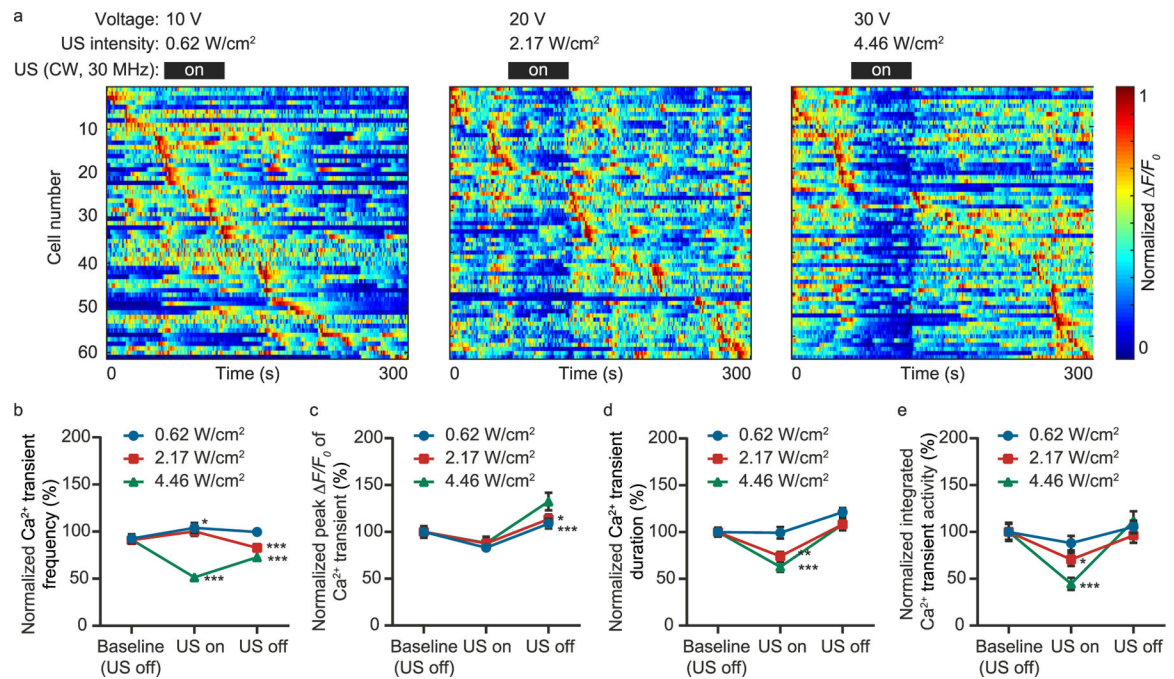 a
Voltage: 10 V 20 V 30 V
US intensity: 0.62 W/cm² 2.17 W/cm² 4.46 W/cm²
US (CW, 30 MHz): on on on
Cell number
10
20
30
40
50
60
0 Time (s) 300
0 Time (s) 300
0 Time (s) 300
1
0
Normalized ΔF/F₀
b
Normalized Ca²⁺ transient
frequency (%)
200
150
100
50
0
0.62 W/cm²
2.17 W/cm²
4.46 W/cm²
*
***
***
***
Baseline US on US off
(US off)
c
Normalized peak ΔF/F₀ of
Ca²⁺ transient (%)
200
150
100
50
0
0.62 W/cm²
2.17 W/cm²
4.46 W/cm²
*
***
Baseline US on US off
(US off)
d
Normalized Ca²⁺ transient
duration (%)
200
150
100
50
0
0.62 W/cm²
2.17 W/cm²
4.46 W/cm²
**
***
Baseline US on US off
(US off)
e
Normalized integrated
Ca²⁺ transient activity (%)
200
150
100
50
0
0.62 W/cm²
2.17 W/cm²
4.46 W/cm²
*
***
Baseline US on US off
(US off)